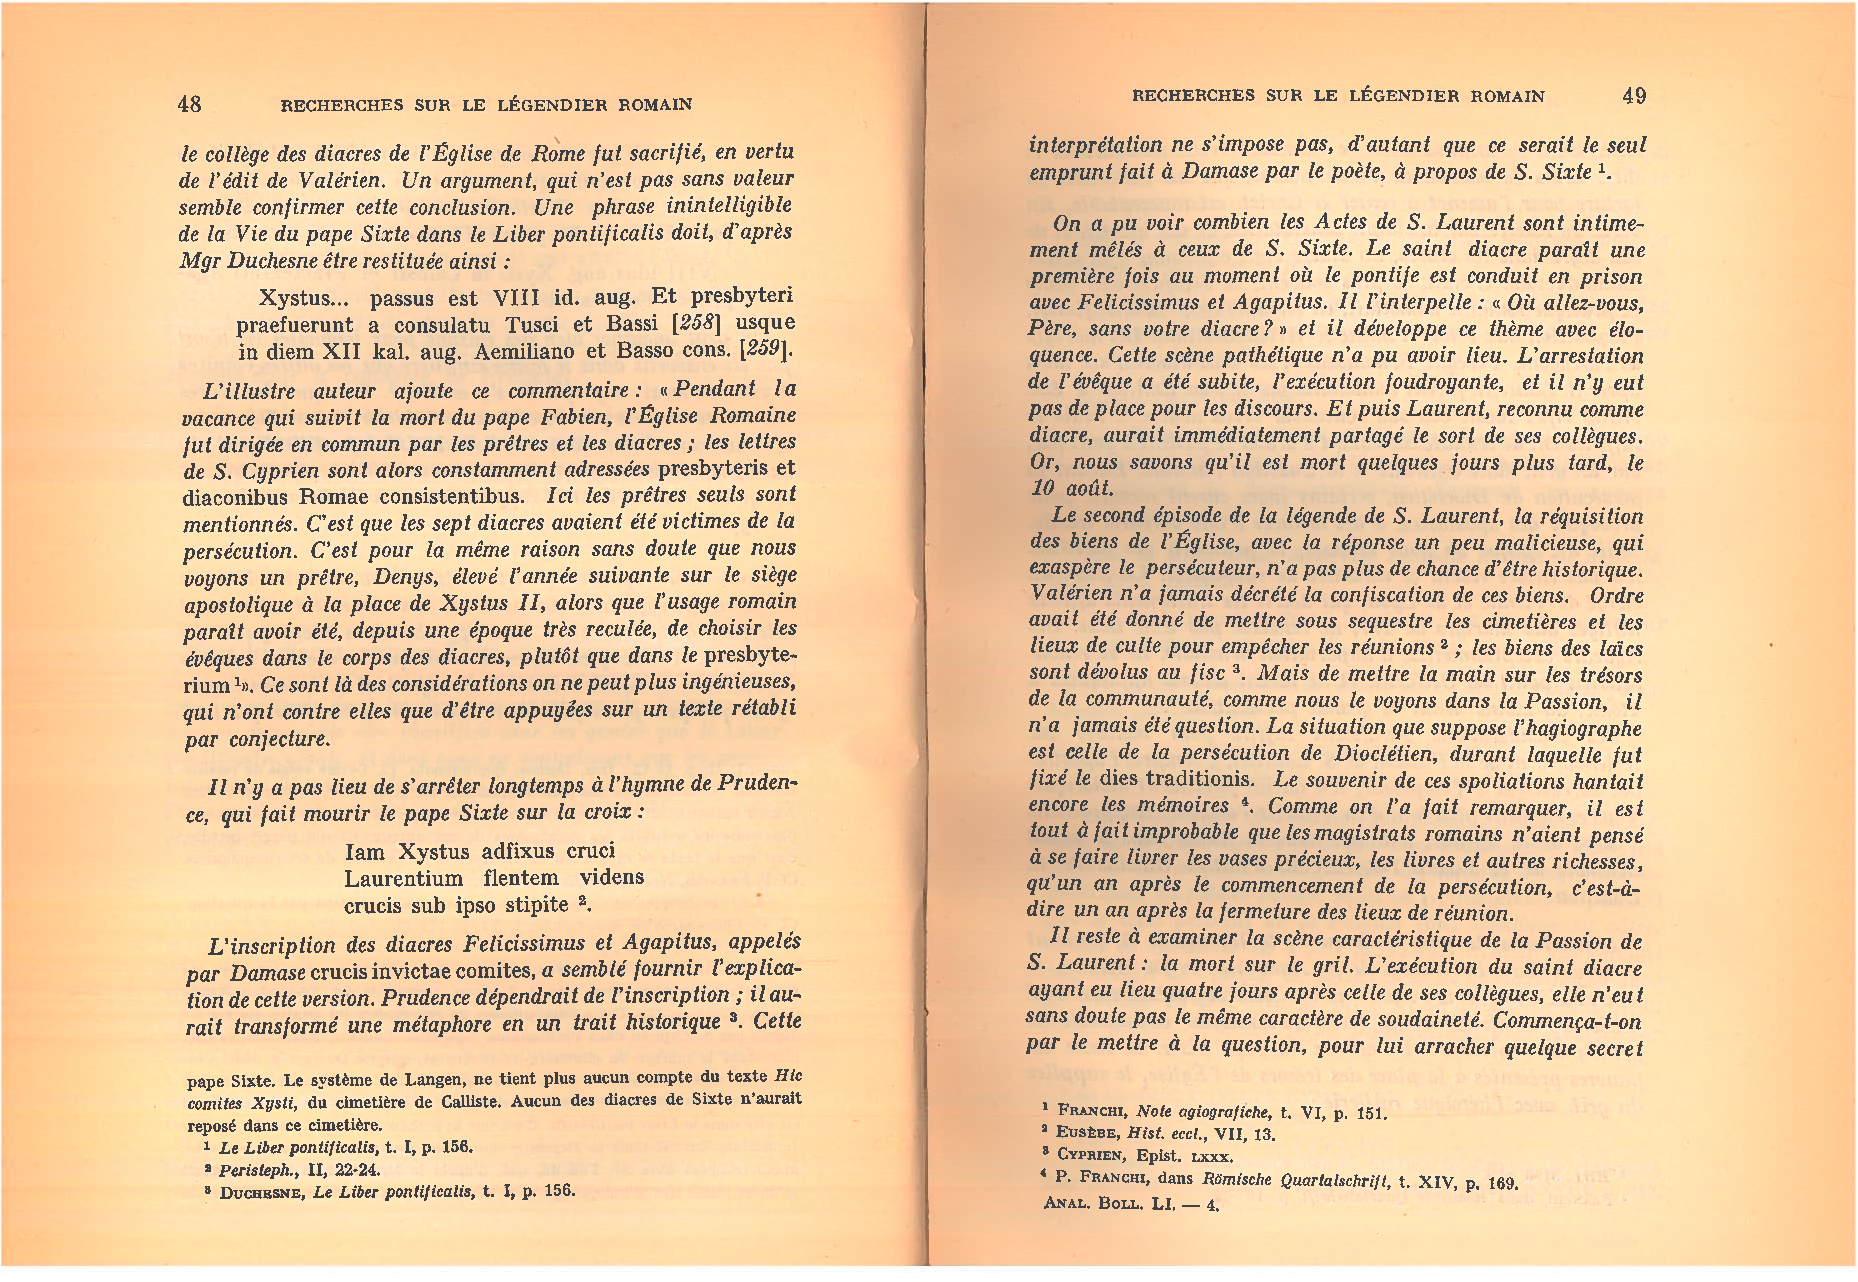 48 RECHERCHES SUR LE LÉGENDIER ROMAIN
le collège des diacres de l'Église de Rome fut sacrifié, en vertu
de l'édit de Valérien. Un argument, qui n'est pas sans valeur
semble confirmer cette conclusion. Une phrase inintelligible
de la Vie du pape Sixte dans le Liber pontificalis doit, d'après
Mgr Duchesne être restituée ainsi :
Xystus... passus est VIII id. aug. Et presbyteri
praefuerunt a consulatu Tusci et Bassi [258] usque
in diem XII kal. aug. Aemiliano et Basso cons. [259].
L'illustre auteur ajoute ce commentaire : « Pendant la
vacance qui suivit la mort du pape Fabien, l'Église Romaine
fut dirigée en commun par les prêtres et les diacres ; les lettres
de S. Cyprien sont alors constamment adressées presbyteris et
diaconibus Romae consistentibus. Ici les prêtres seuls sont
mentionnés. C'est que les sept diacres avaient été victimes de la
persécution. C'est pour la même raison sans doute que nous
voyons un prêtre, Denys, élevé l'année suivante sur le siège
apostolique à la place de Xystus II, alors que l'usage romain
paraît avoir été, depuis une époque très reculée, de choisir les
évêques dans le corps des diacres, plutôt que dans le presbyte-
rium ¹». Ce sont là des considérations on ne peut plus ingénieuses,
qui n'ont contre elles que d'être appuyées sur un texte rétabli
par conjecture.
Il n'y a pas lieu de s'arrêter longtemps à l'hymne de Pruden-
ce, qui fait mourir le pape Sixte sur la croix :
Iam Xystus adfixus cruci
Laurentium flentem videns
crucis sub ipso stipite ².
L'inscription des diacres Felicissimus et Agapitus, appelés
par Damase crucis invictae comites, a semblé fournir l'explica-
tion de cette version. Prudence dépendrait de l'inscription ; il au-
rait transformé une métaphore en un trait historique ³. Cette
pape Sixte. Le système de Langen, ne tient plus aucun compte du texte Hic
comites Xysti, du cimetière de Calliste. Aucun des diacres de Sixte n'aurait
reposé dans ce cimetière.
¹ Le Liber pontificalis, t. I, p. 156.
² Peristeph., II, 22-24.
³ DUCHESNE, Le Liber pontificalis, t. I, p. 156.
RECHERCHES SUR LE LÉGENDIER ROMAIN 49
interprétation ne s'impose pas, d'autant que ce serait le seul
emprunt fait à Damase par le poète, à propos de S. Sixte ¹.
On a pu voir combien les Actes de S. Laurent sont intime-
ment mêlés à ceux de S. Sixte. Le saint diacre paraît une
première fois au moment où le pontife est conduit en prison
avec Felicissimus et Agapitus. Il l'interpelle : « Où allez-vous,
Père, sans votre diacre ? » et il développe ce thème avec élo-
quence. Cette scène pathétique n'a pu avoir lieu. L'arrestation
de l'évêque a été subite, l'exécution foudroyante, et il n'y eut
pas de place pour les discours. Et puis Laurent, reconnu comme
diacre, aurait immédiatement partagé le sort de ses collègues.
Or, nous savons qu'il est mort quelques jours plus tard, le
10 août.
Le second épisode de la légende de S. Laurent, la réquisition
des biens de l'Église, avec la réponse un peu malicieuse, qui
exaspère le persécuteur, n'a pas plus de chance d'être historique.
Valérien n'a jamais décrété la confiscation de ces biens. Ordre
avait été donné de mettre sous sequestre les cimetières et les
lieux de culte pour empêcher les réunions ² ; les biens des laïcs
sont dévolus au fisc ³. Mais de mettre la main sur les trésors
de la communauté, comme nous le voyons dans la Passion, il
n'a jamais été question. La situation que suppose l'hagiographe
est celle de la persécution de Dioclétien, durant laquelle fut
fixé le dies traditionis. Le souvenir de ces spoliations hantait
encore les mémoires ⁴. Comme on l'a fait remarquer, il est
tout à fait improbable que les magistrats romains n'aient pensé
à se faire livrer les vases précieux, les livres et autres richesses,
qu'un an après le commencement de la persécution, c'est-à-
dire un an après la fermeture des lieux de réunion.
Il reste à examiner la scène caractéristique de la Passion de
S. Laurent : la mort sur le gril. L'exécution du saint diacre
ayant eu lieu quatre jours après celle de ses collègues, elle n'eut
sans doute pas le même caractère de soudaineté. Commença-t-on
par le mettre à la question, pour lui arracher quelque secret
¹ FRANCHI, Note agiografiche, t. VI, p. 151.
² EUSÈBE, Hist. eccl., VII, 13.
³ CYPRIEN, Epist. LXXX.
⁴ P. FRANCHI, dans Römische Quartalschrift, t. XIV, p. 169.
ANAL. BOLL. LI. — 4.